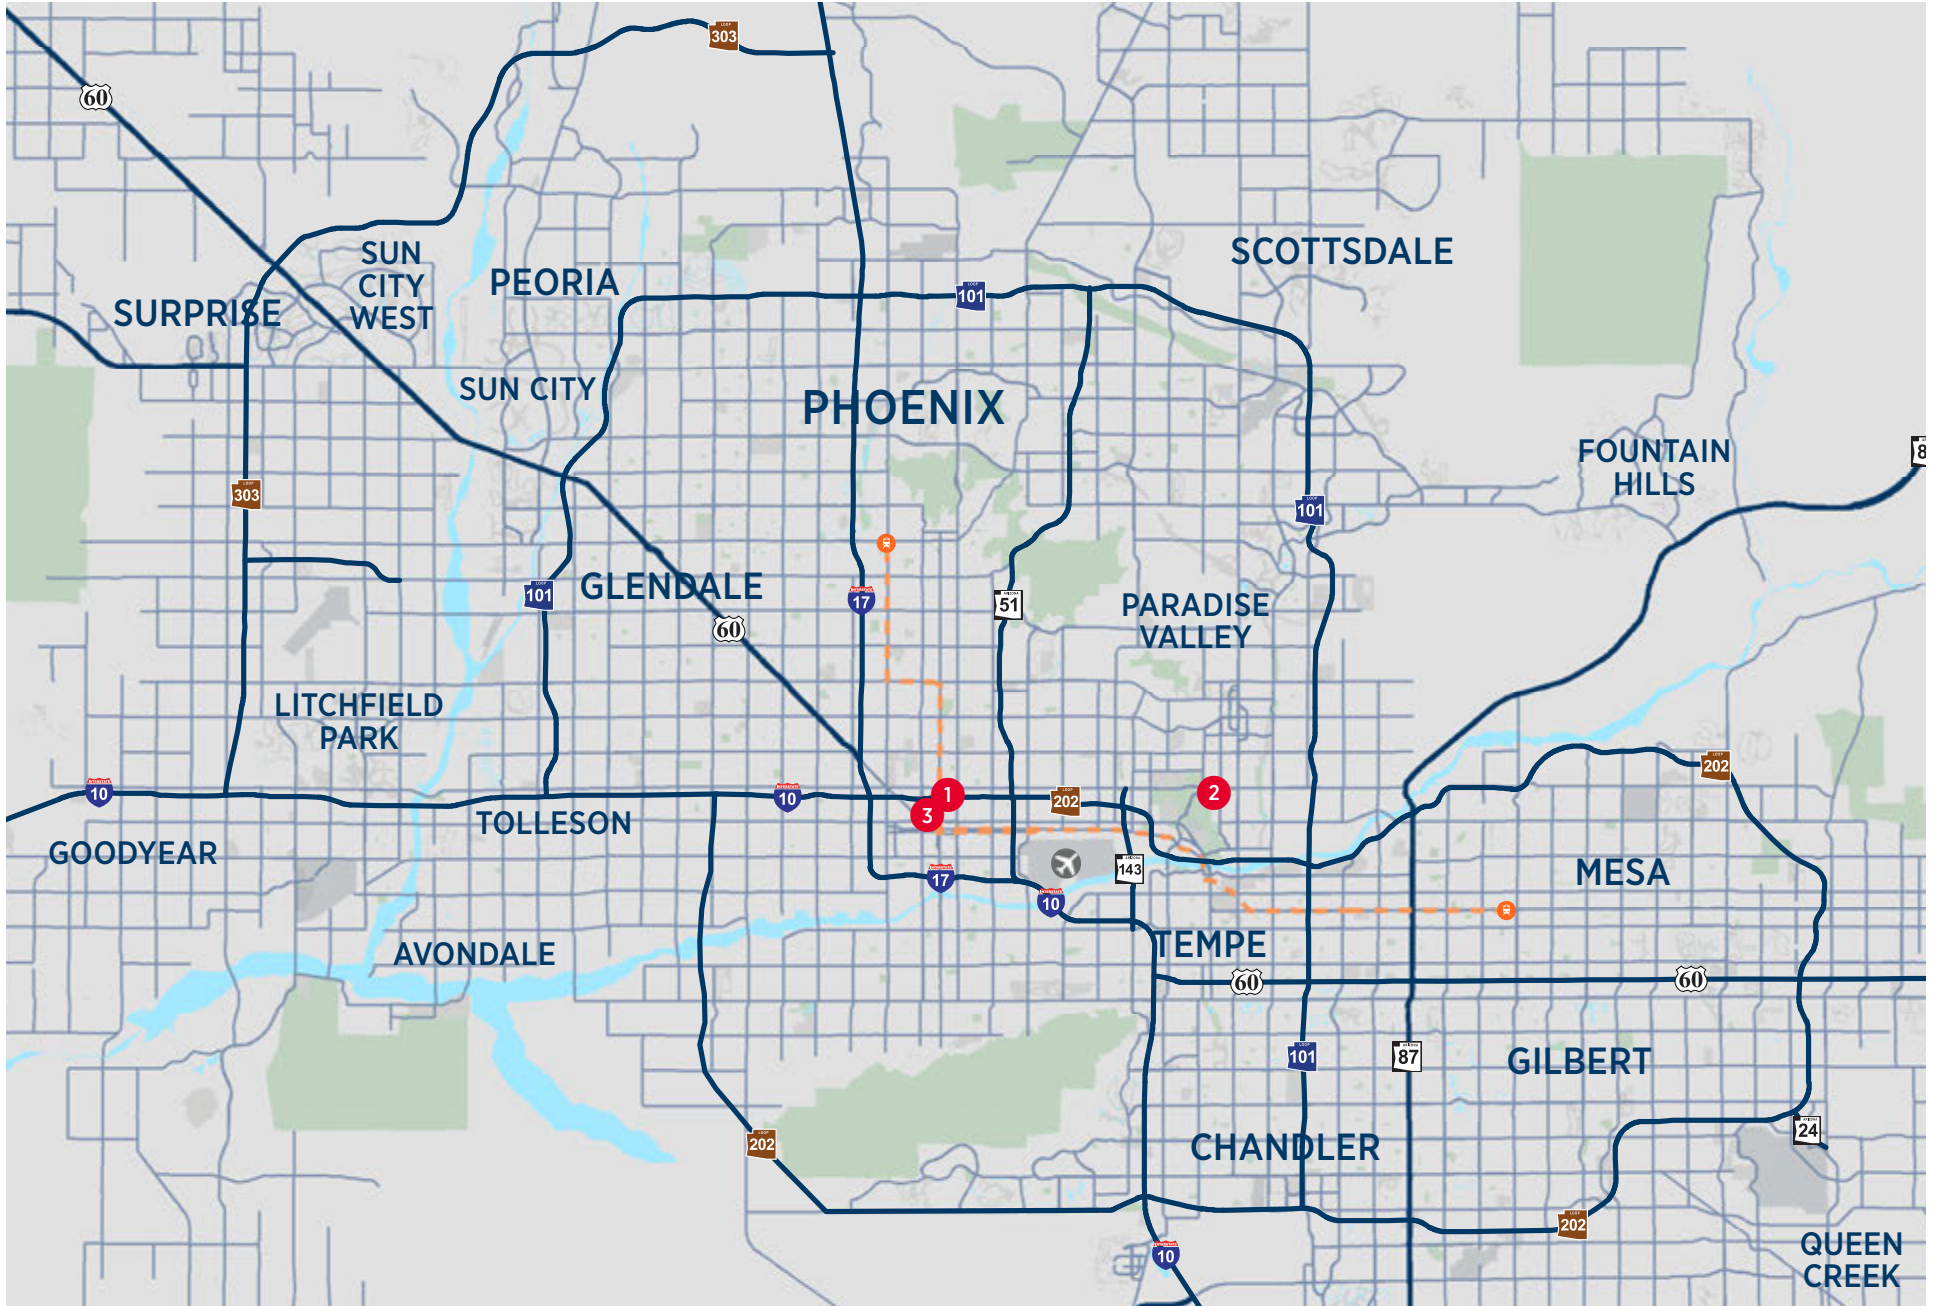 303
60
SUN
CITY
WEST
SCOTTSDALE
PEORIA
101
SURPRISE
SUN CITY
PHOENIX
FOUNTAIN
HILLS
8
303
101
101
GLENDALE
17
51
PARADISE
VALLEY
60
LITCHFIELD
PARK
202
10
10
1
202
2
3
TOLLESON
GOODYEAR
143
MESA
17
10
AVONDALE
TEMPE
60
60
101
87
GILBERT
24
202
CHANDLER
202
10
QUEEN
CREEK